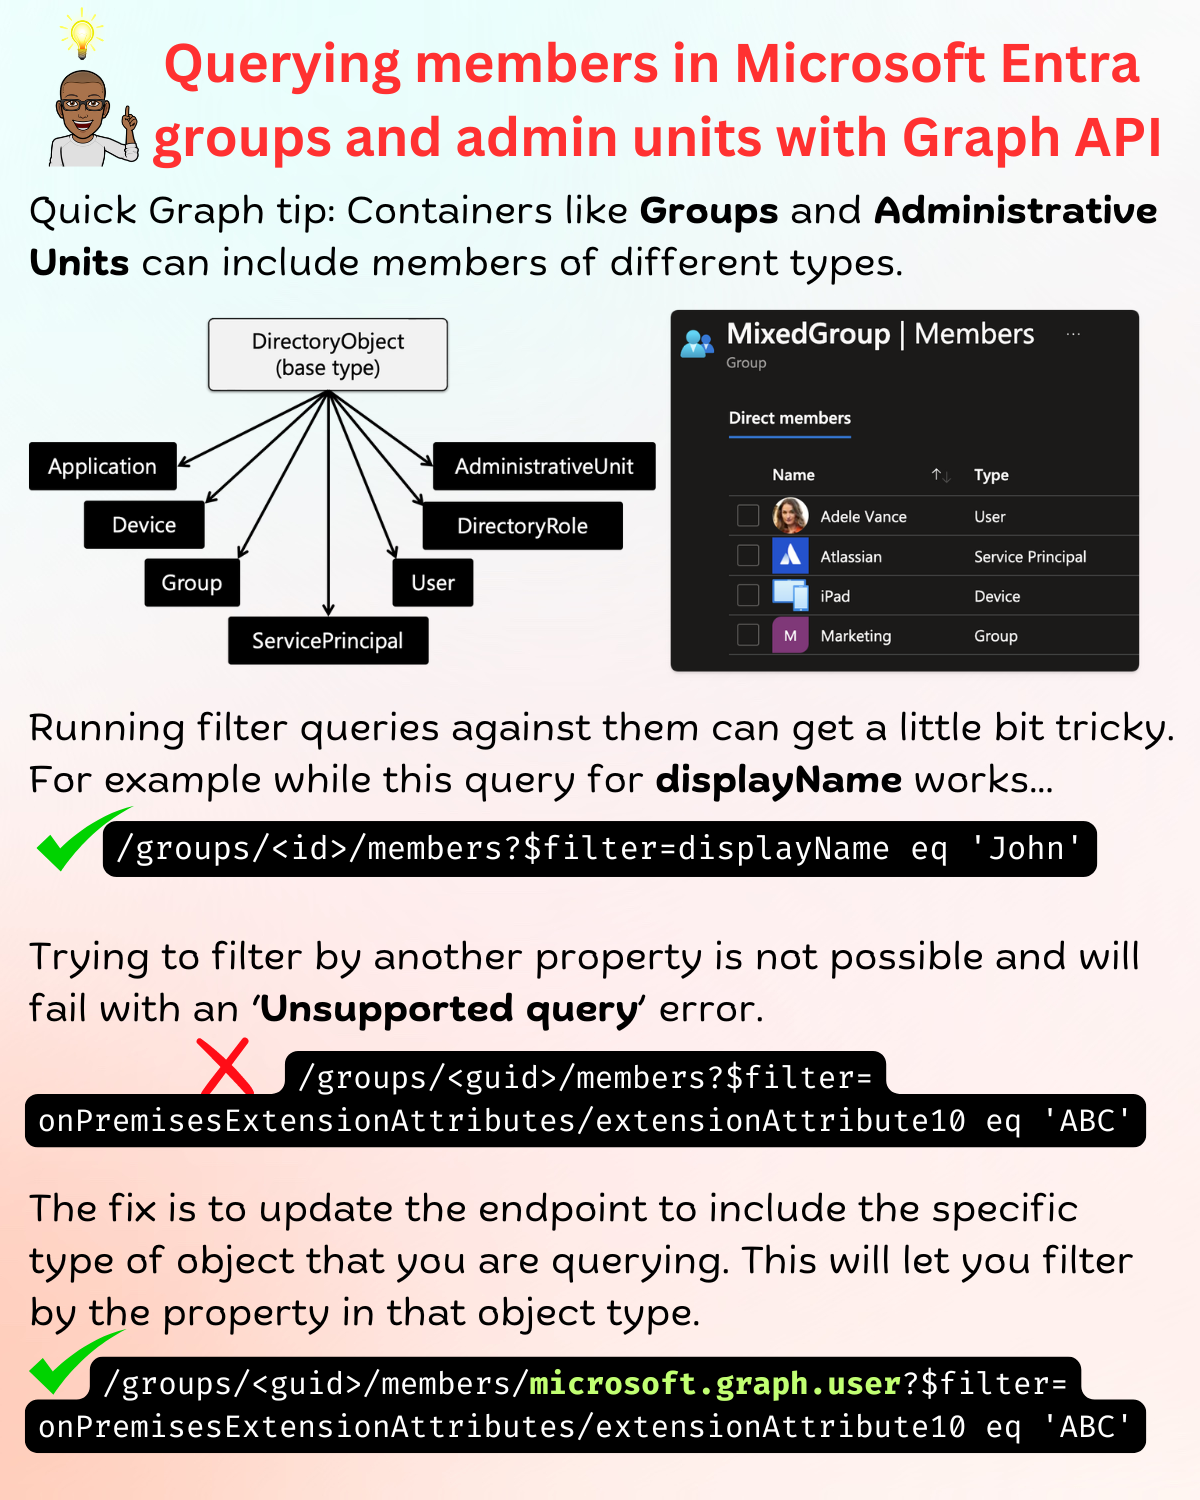 Querying members in Microsoft Entra
groups and admin units with Graph API
Quick Graph tip: Containers like Groups and Administrative
Units can include members of different types.
DirectoryObject
(base type)
Application
AdministrativeUnit
Device
DirectoryRole
Group
User
ServicePrincipal
MixedGroup | Members ...
Group
Direct members
Name ↑↓ Type
Adele Vance User
Atlassian Service Principal
iPad Device
M Marketing Group
Running filter queries against them can get a little bit tricky.
For example while this query for displayName works...
/groups/<id>/members?$filter=displayName eq 'John'
Trying to filter by another property is not possible and will
fail with an 'Unsupported query' error.
/groups/<guid>/members?$filter=
onPremisesExtensionAttributes/extensionAttribute10 eq 'ABC'
The fix is to update the endpoint to include the specific
type of object that you are querying. This will let you filter
by the property in that object type.
/groups/<guid>/members/microsoft.graph.user?$filter=
onPremisesExtensionAttributes/extensionAttribute10 eq 'ABC'